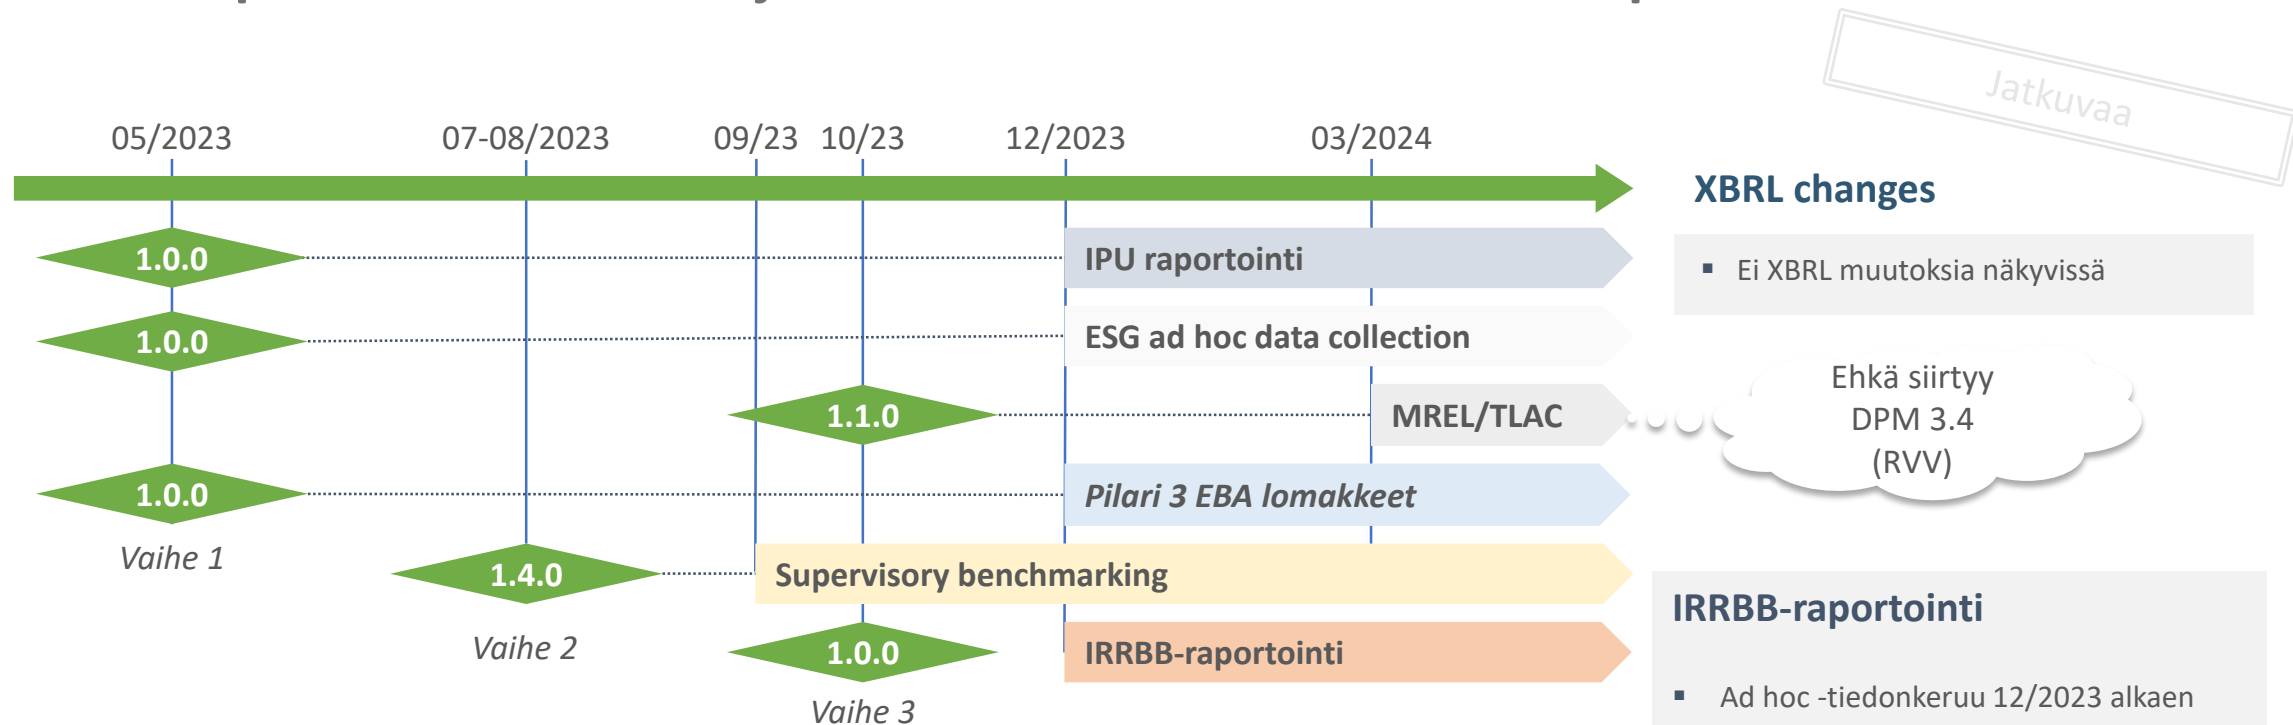 Jatkuvaa
05/2023
07-08/2023
09/23
10/23
12/2023
03/2024
XBRL changes
1.0.0
IPU raportointi
▪ Ei XBRL muutoksia näkyvissä
1.0.0
ESG ad hoc data collection
1.1.0
MREL/TLAC
Ehkä siirtyy
DPM 3.4
(RVV)
1.0.0
Pilari 3 EBA lomakkeet
Vaihe 1
1.4.0
Supervisory benchmarking
Vaihe 2
1.0.0
IRRBB-raportointi
Vaihe 3
IRRBB-raportointi
▪ Ad hoc -tiedonkeruu 12/2023 alkaen